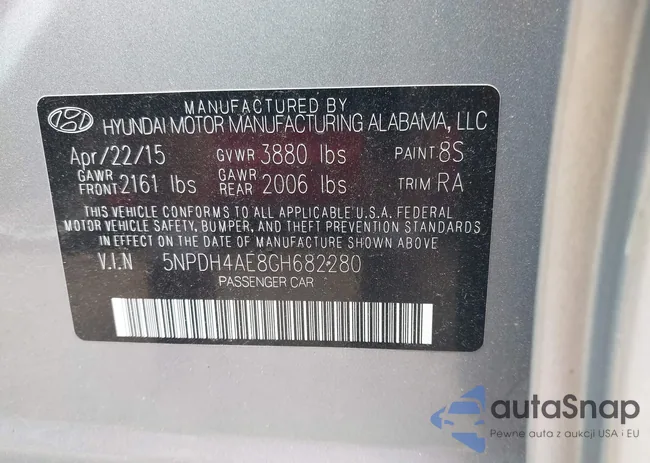 MANUFACTURED BY
HYUNDAI MOTOR MANUFACTURING ALABAMA, LLC
Apr/22/15 GVWR 3880 lbs PAINT 8S
GAWR FRONT 2161 lbs GAWR REAR 2006 lbs TRIM RA
THIS VEHICLE CONFORMS TO ALL APPLICABLE U.S.A. FEDERAL
MOTOR VEHICLE SAFETY, BUMPER, AND THEFT PREVENTION STANDARDS
IN EFFECT ON THE DATE OF MANUFACTURE SHOWN ABOVE
V.I.N 5NPDH4AE8GH682280
PASSENGER CAR
autaSnap
Pewne auta z aukcji USA i EU